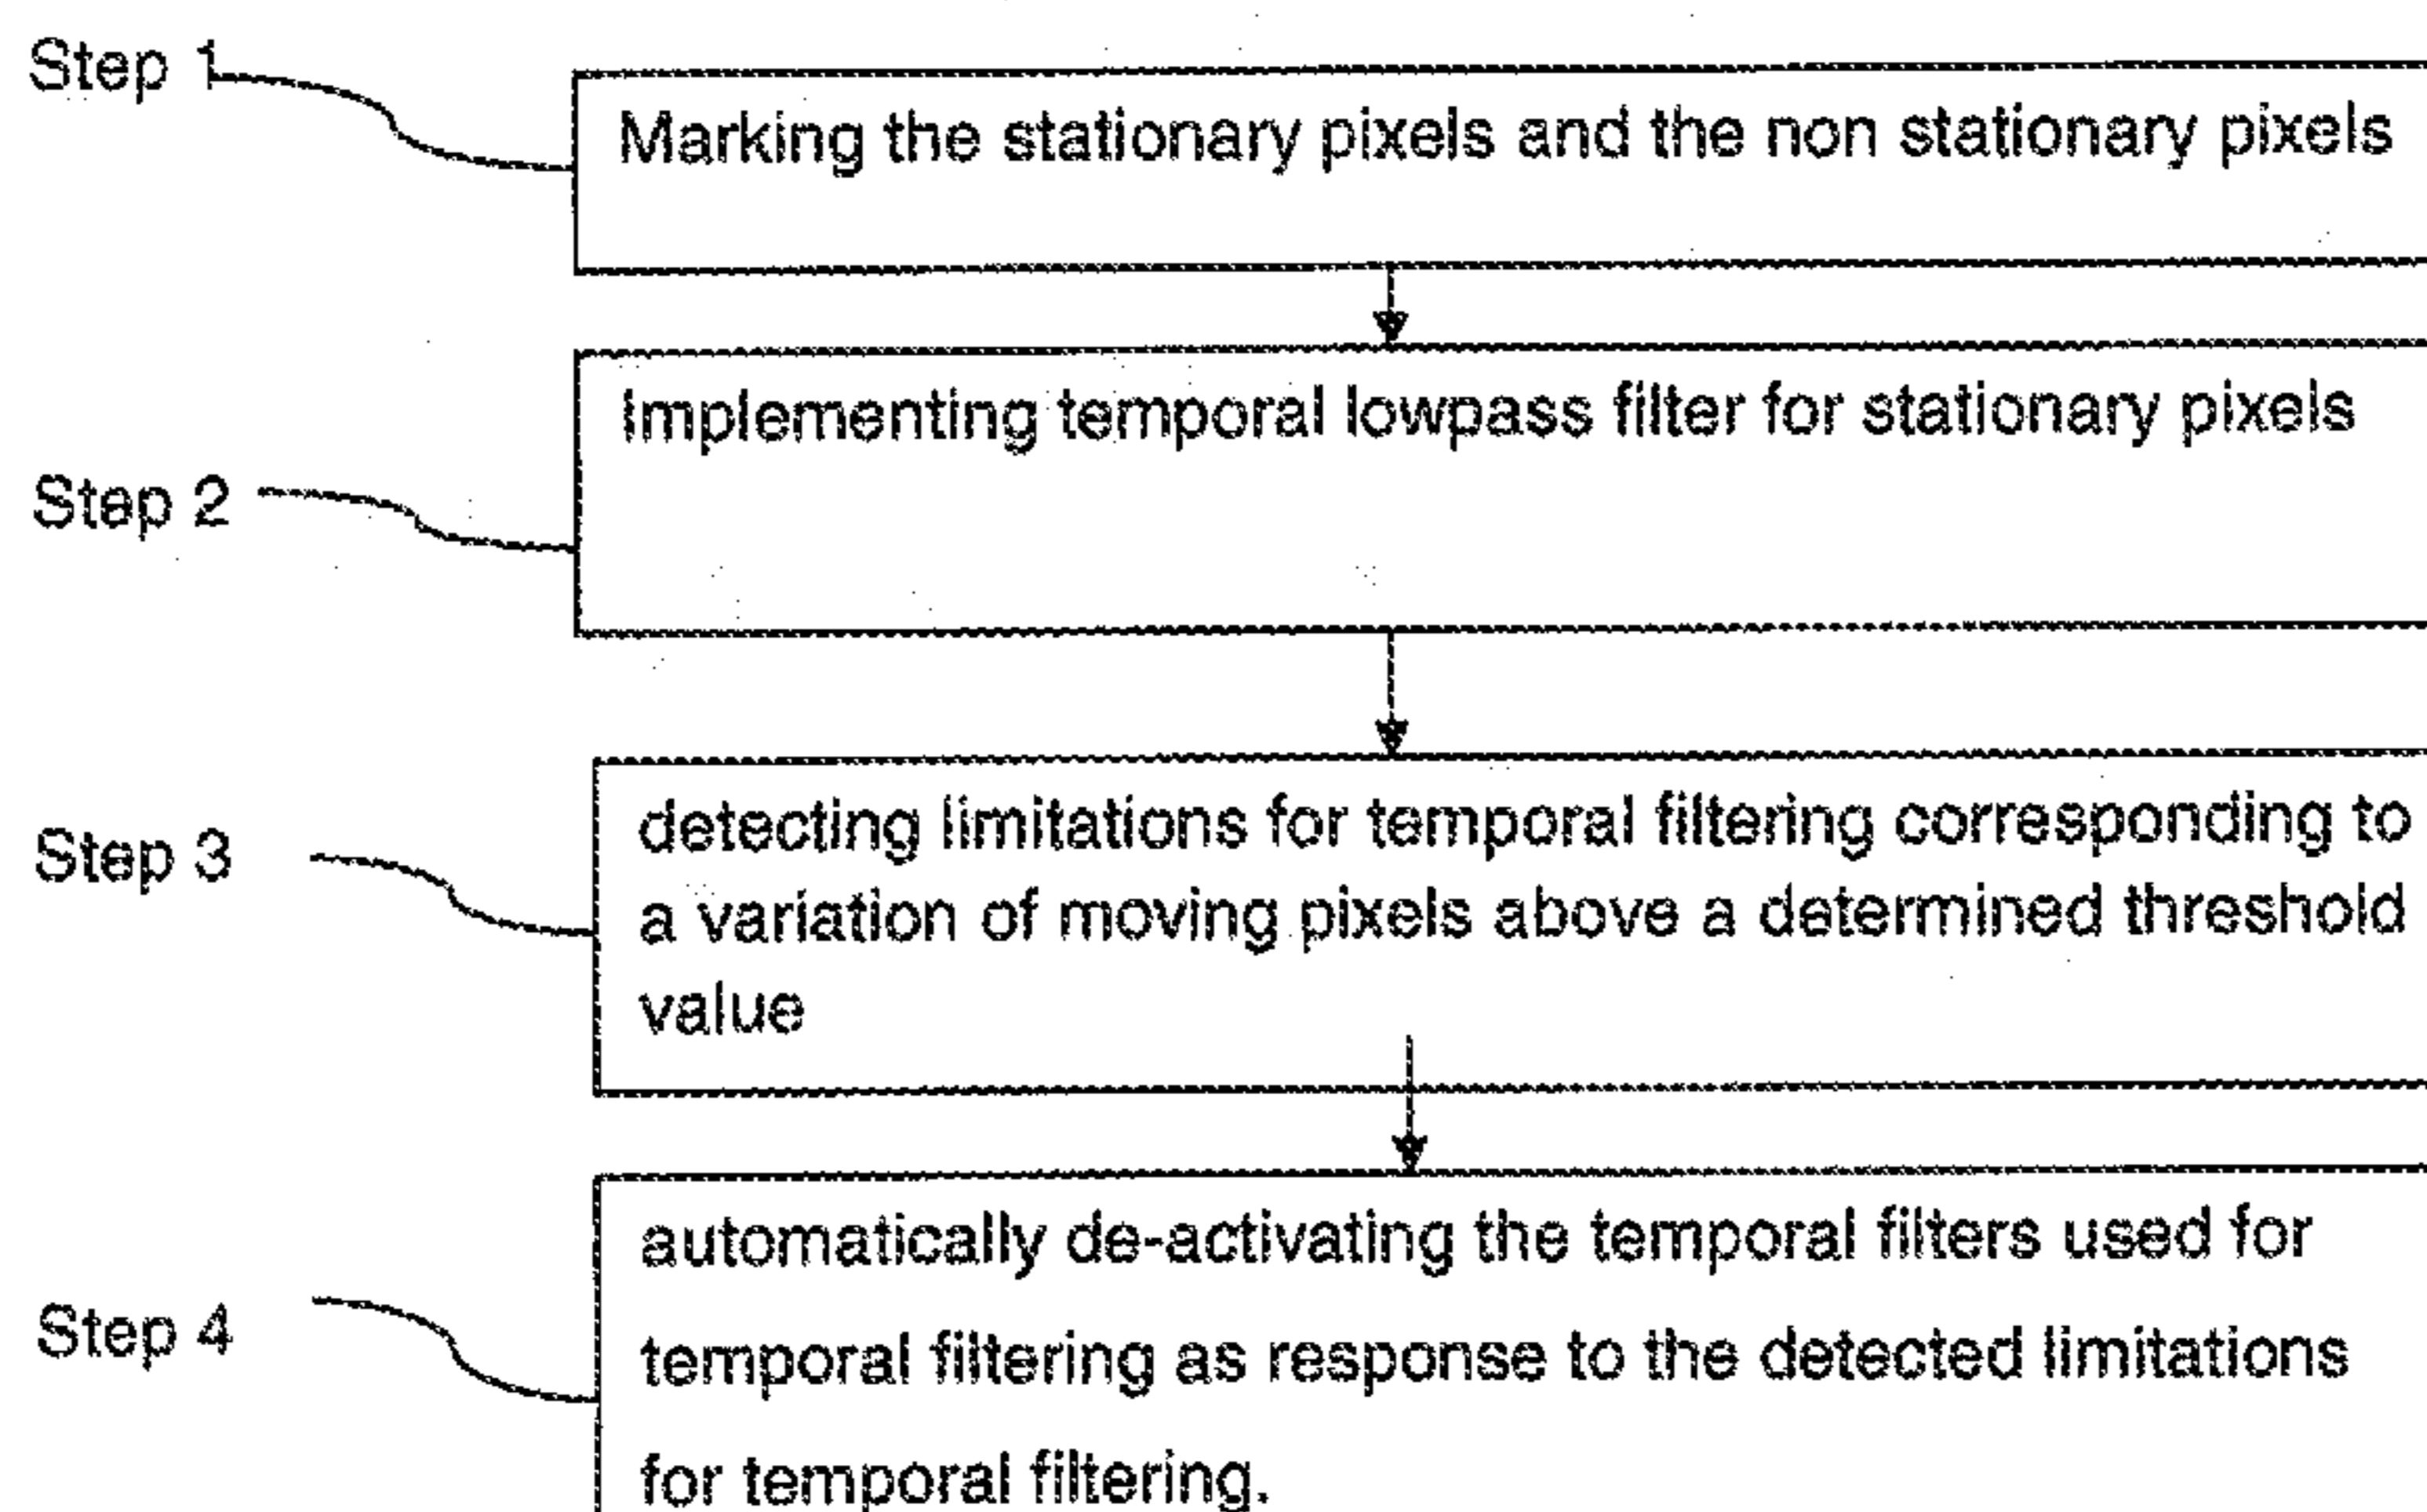 Step 1
Marking the stationary pixels and the non stationary pixels
Implementing temporal lowpass filter for stationary pixels
Step 2
detecting limitations for temporal filtering corresponding to
Step 3
a variation of moving pixels above a determined threshold
value
automatically de-activating the temporal filters used for
Step 4
temporal filtering as response to the detected limitations
for temporal filtering.